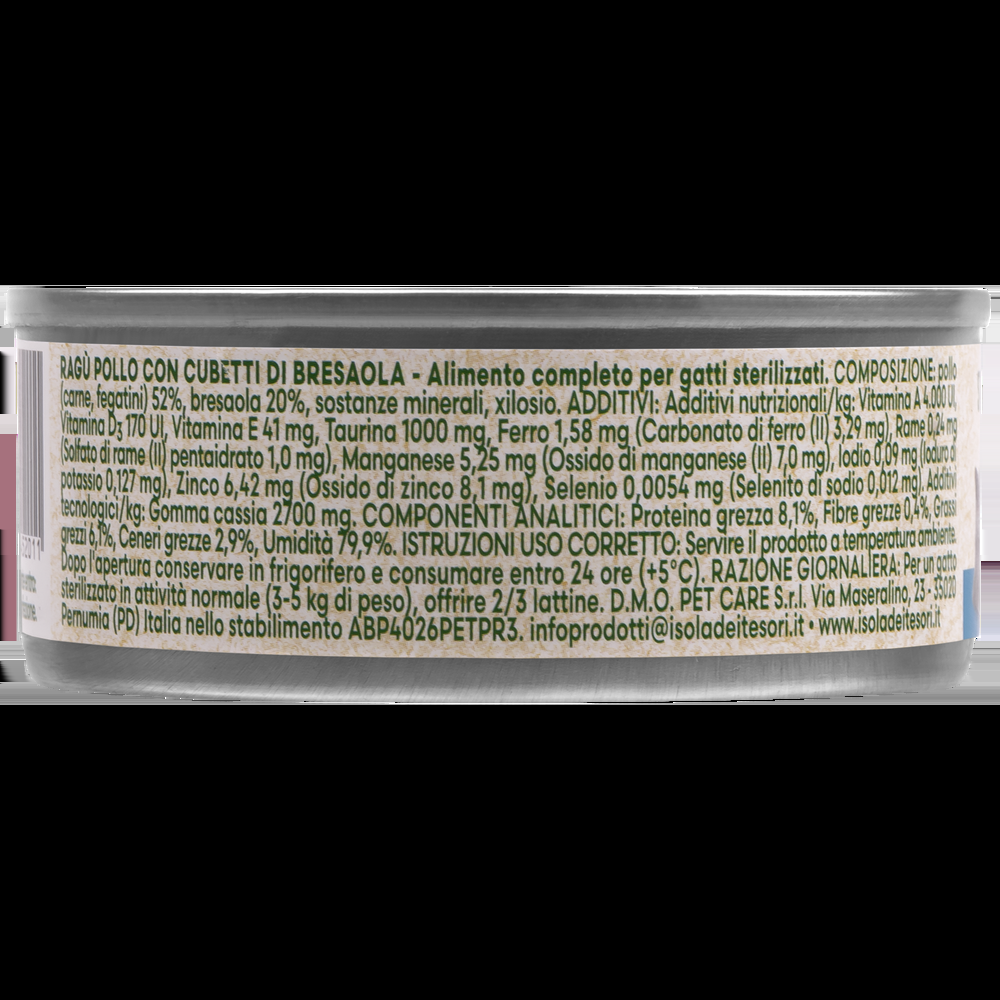 RAGÙ POLLO CON CUBETTI DI BRESAOLA - Alimento completo per gatti sterilizzati. COMPOSIZIONE: pollo
(carne, fegatini) 52%, bresaola 20%, sostanze minerali, xilosio. ADDITIVI: Additivi nutrizionali/kg: Vitamina A 4.000 UI,
Vitamina D3 170 UI, Vitamina E 41 mg, Taurina 1000 mg, Ferro 1,58 mg (Carbonato di ferro (II) 3,29 mg), Rame 0,24 mg
(Solfato di rame (II) pentaidrato 1,0 mg), Manganese 5,25 mg (Ossido di manganese (II) 7,0 mg), Iodio 0,09 mg (Ioduro di
potassio 0,127 mg), Zinco 6,42 mg (Ossido di zinco 8,1 mg), Selenio 0,0054 mg (Selenito di sodio 0,012 mg), Additivi
tecnologici/kg: Gomma cassia 2700 mg. COMPONENTI ANALITICI: Proteina grezza 8,1%, Fibre grezze 0,4%, Grassi
grezzi 6,1%, Ceneri grezze 2,9%, Umidità 79,9%. ISTRUZIONI USO CORRETTO: Servire il prodotto a temperatura ambiente.
Dopo l'apertura conservare in frigorifero e consumare entro 24 ore (+5°C). RAZIONE GIORNALIERA: Per un gatto
sterilizzato in attività normale (3-5 kg di peso), offrire 2/3 lattine. D.M.O. PET CARE S.r.l. Via Maseralino, 23 - 35020
Pernumia (PD) Italia nello stabilimento ABP4026PETPR3. infoprodotti@isoladeitesori.it • www.isoladeitesori.it